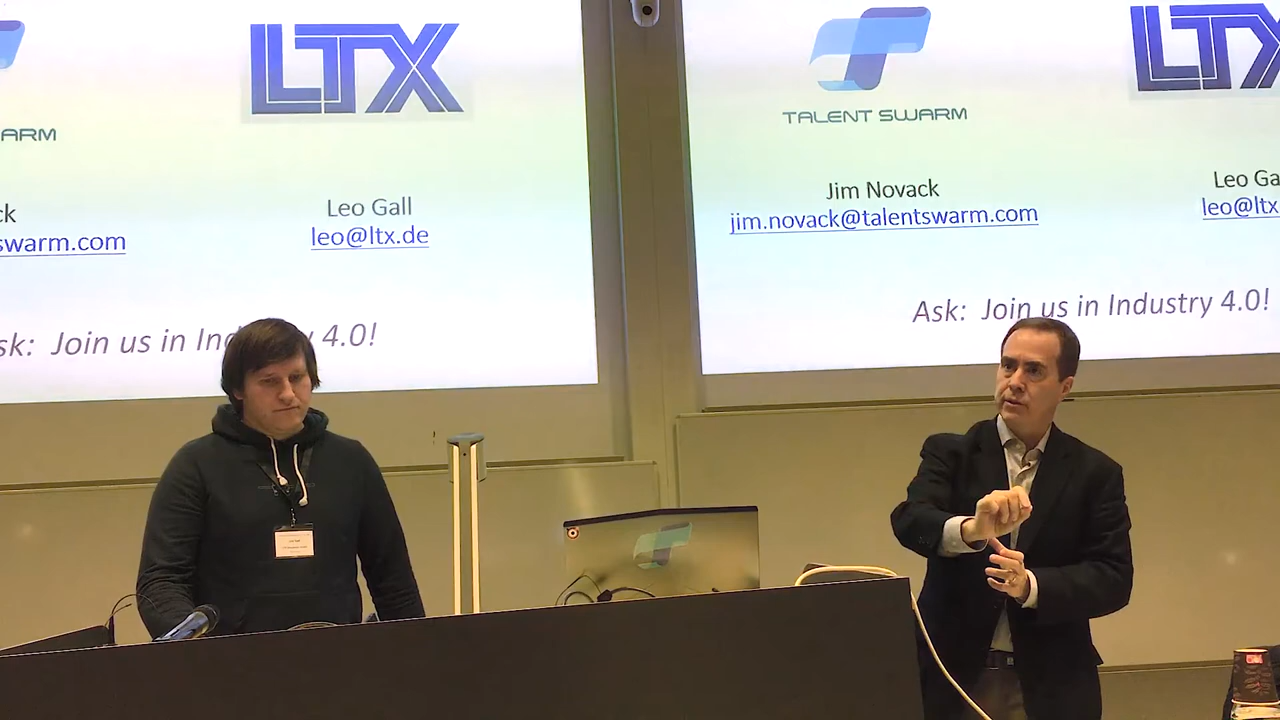 ARM
LTX
ck
swarm.com
Leo Gall
leo@ltx.de
sk: Join us in Ind y 4.0!
TALENT SWARM
LTX
Jim Novack
jim.novack@talentswarm.com
Leo Ga
leo@ltx.
Ask: Join us in Industry 4.0!